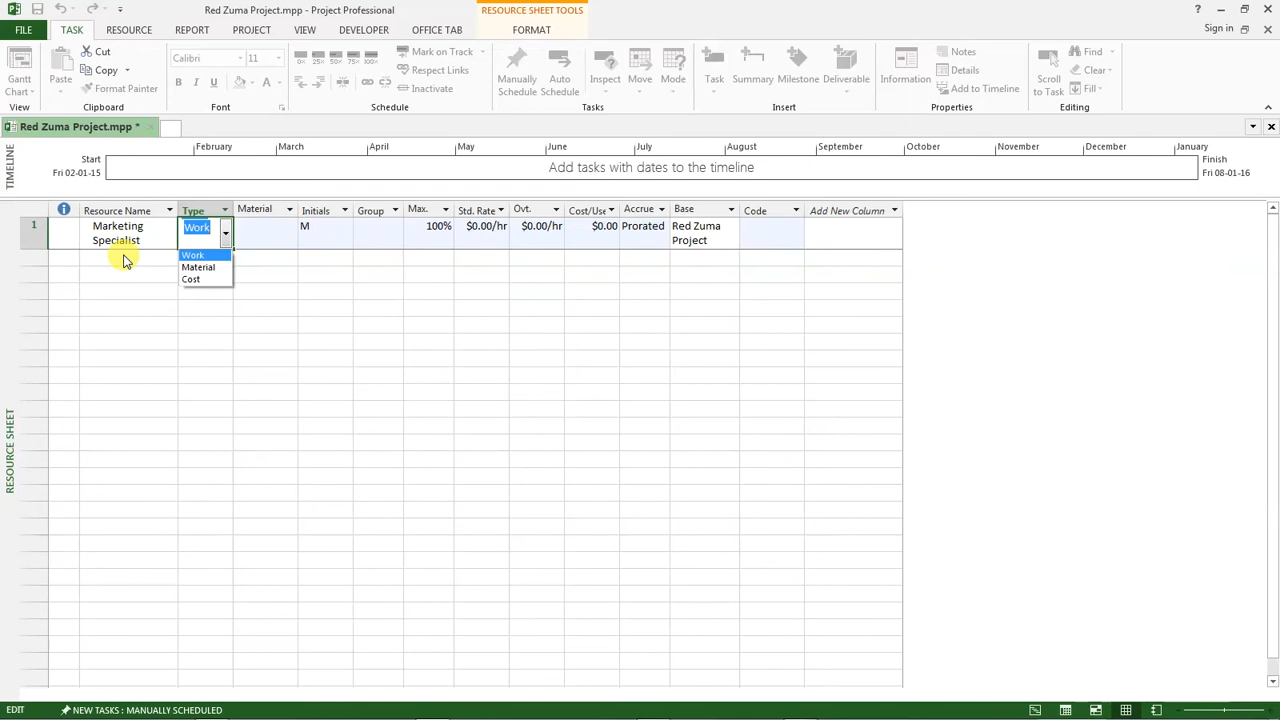 Red Zuma Project.mpp - Project Professional
RESOURCE SHEET TOOLS
FILE TASK RESOURCE REPORT PROJECT VIEW DEVELOPER OFFICE TAB FORMAT Sign in
Gantt Chart
View
Paste
Cut
Copy
Format Painter
Clipboard
Calibri 11
B I U A
Font
0% 25% 50% 75% 100%
Mark on Track
Respect Links
Inactivate
Schedule
Manually Schedule
Auto Schedule
Inspect
Move
Mode
Tasks
Task
Summary
Milestone
Deliverable
Insert
Information
Notes
Details
Add to Timeline
Properties
Scroll to Task
Find
Clear
Fill
Editing
Red Zuma Project.mpp *
TIMELINE
February March April May June July August September October November December January
Start
Fri 02-01-15
Add tasks with dates to the timeline
Finish
Fri 08-01-16
Resource Name Type Material Initials Group Max. Std. Rate Ovt. Cost/Use Accrue Base Code Add New Column
1 Marketing Specialist Work M 100% $0.00/hr $0.00/hr $0.00 Prorated Red Zuma Project
Work
Material
Cost
RESOURCE SHEET
EDIT NEW TASKS : MANUALLY SCHEDULED